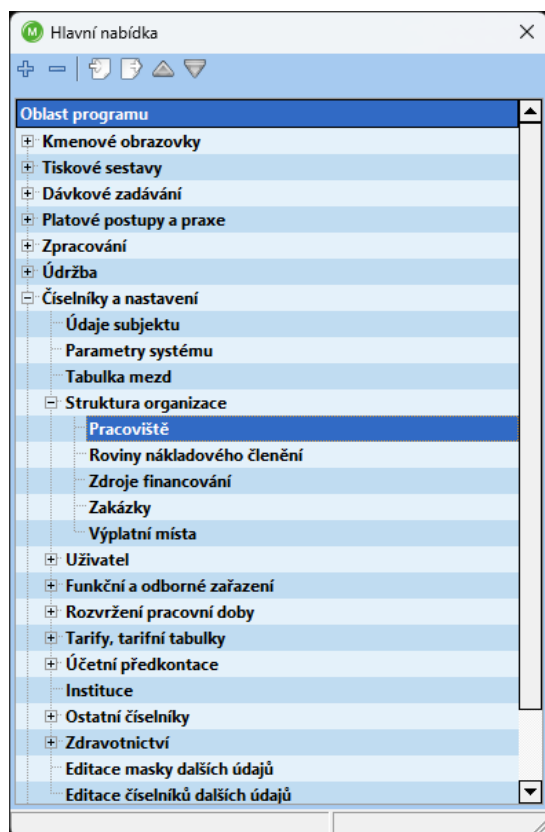 M Hlavní nabídka
Oblast programu
Kmenové obrazovky
Tiskové sestavy
Dávkové zadávání
Platové postupy a praxe
Zpracování
Údržba
Číselníky a nastavení
Údaje subjektu
Parametry systému
Tabulka mezd
Struktura organizace
Pracoviště
Roviny nákladového členění
Zdroje financování
Zakázky
Výplatní místa
Uživatel
Funkční a odborné zařazení
Rozvržení pracovní doby
Tarify, tarifní tabulky
Účetní předkontace
Instituce
Ostatní číselníky
Zdravotnictví
Editace masky dalších údajů
Editace číselníků dalších údajů